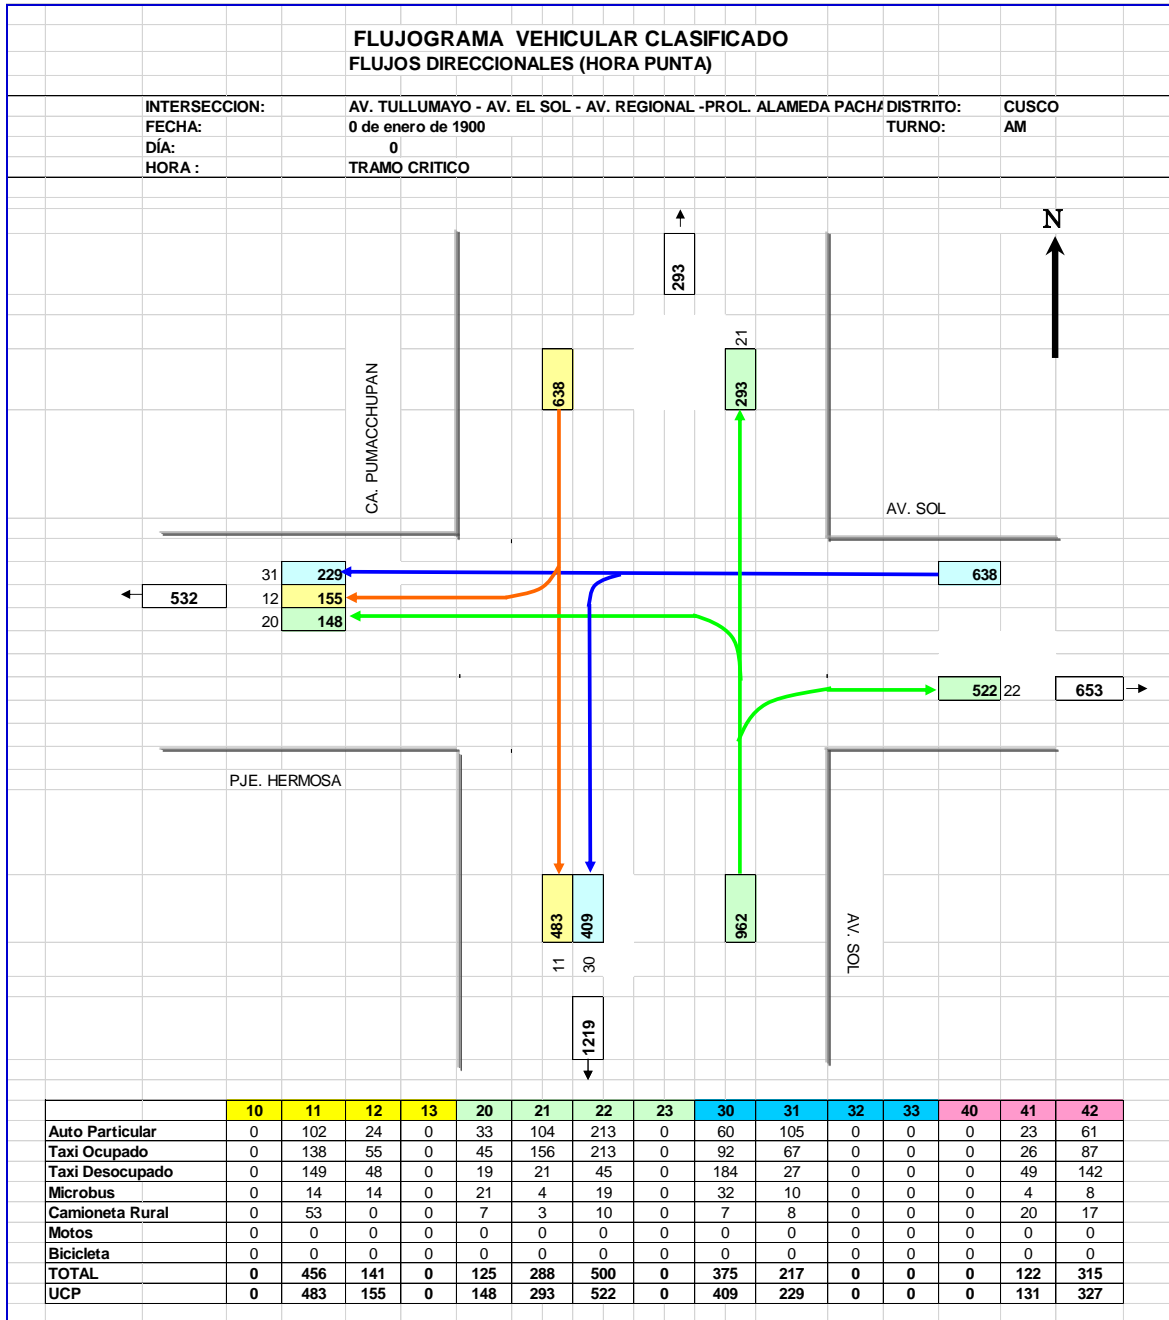 FLUJOGRAMA VEHICULAR CLASIFICADO
FLUJOS DIRECCIONALES (HORA PUNTA)
INTERSECCION: AV. TULLUMAYO - AV. EL SOL - AV. REGIONAL -PROL. ALAMEDA PACHA DISTRITO: CUSCO
FECHA: 0 de enero de 1900 TURNO: AM
DÍA: 0
HORA : TRAMO CRITICO
N
293
21
638
293
CA. PUMACCHUPAN
AV. SOL
31 229 638
532 12 155
20 148
522 22 653
PJE. HERMOSA
483 409 962
AV. SOL
11 30
1219
10 11 12 13 20 21 22 23 30 31 32 33 40 41 42
Auto Particular 0 102 24 0 33 104 213 0 60 105 0 0 0 23 61
Taxi Ocupado 0 138 55 0 45 156 213 0 92 67 0 0 0 26 87
Taxi Desocupado 0 149 48 0 19 21 45 0 184 27 0 0 0 49 142
Microbus 0 14 14 0 21 4 19 0 32 10 0 0 0 4 8
Camioneta Rural 0 53 0 0 7 3 10 0 7 8 0 0 0 20 17
Motos 0 0 0 0 0 0 0 0 0 0 0 0 0 0 0
Bicicleta 0 0 0 0 0 0 0 0 0 0 0 0 0 0 0
TOTAL 0 456 141 0 125 288 500 0 375 217 0 0 0 122 315
UCP 0 483 155 0 148 293 522 0 409 229 0 0 0 131 327